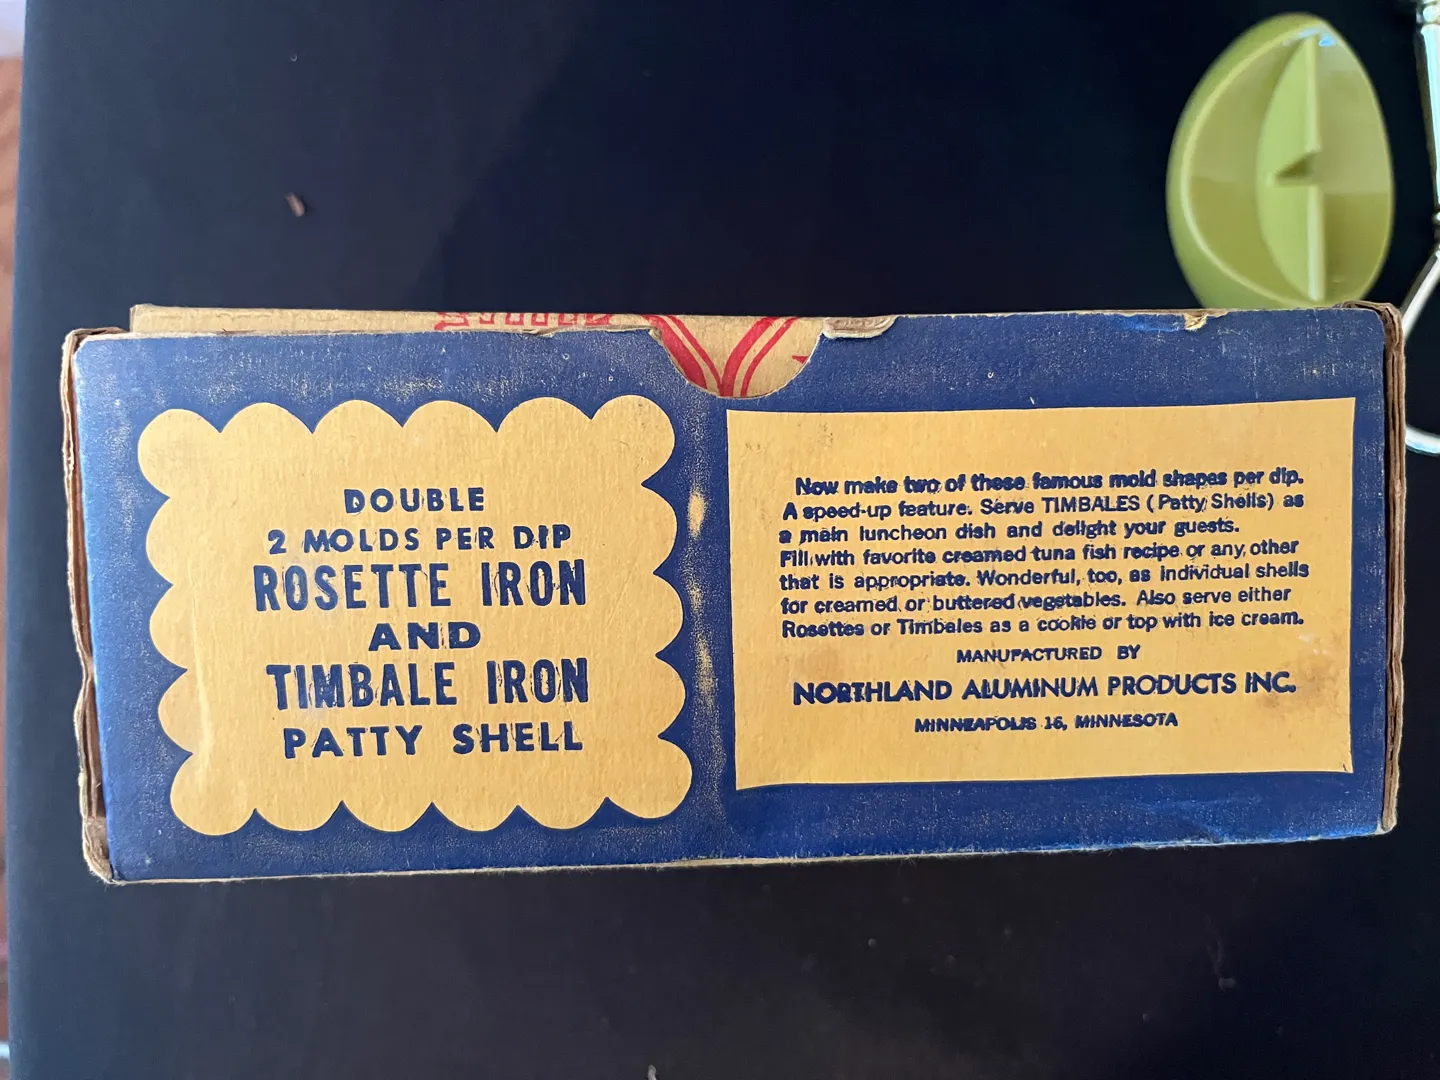 DOUBLE
2 MOLDS PER DIP
ROSETTE IRON
AND
TIMBALE IRON
PATTY SHELL
Now make two of these famous mold shapes per dip.
A speed-up feature. Serve TIMBALES (Patty Shells) as
a main luncheon dish and delight your guests.
Fill with favorite creamed tuna fish recipe or any other
that is appropriate. Wonderful, too, as individual shells
for creamed or buttered vegetables. Also serve either
Rosettes or Timbales as a cookie or top with ice cream.
MANUFACTURED BY
NORTHLAND ALUMINUM PRODUCTS INC.
MINNEAPOLIS 16, MINNESOTA